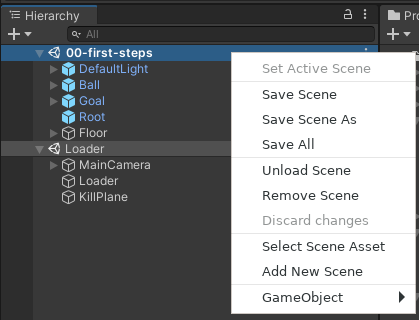 Hierarchy
Pro
All
00-first-steps
DefaultLight
Ball
Goal
Root
Floor
Loader
MainCamera
Loader
KillPlane
Set Active Scene
Save Scene
Save Scene As
Save All
Unload Scene
Remove Scene
Discard changes
Select Scene Asset
Add New Scene
GameObject